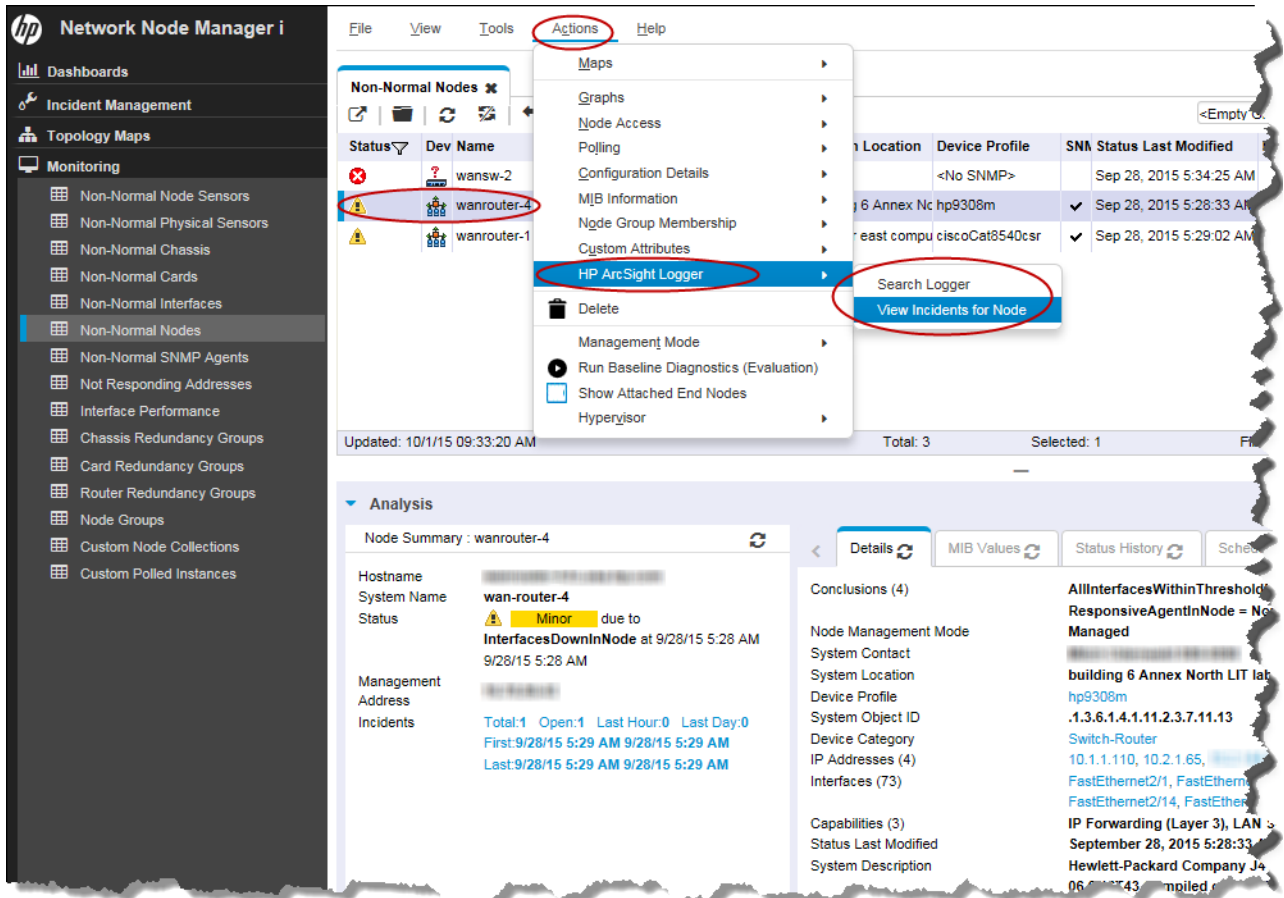 hp Network Node Manager i
File View Tools Actions Help
Dashboards
Incident Management
Topology Maps
Monitoring
Non-Normal Node Sensors
Non-Normal Physical Sensors
Non-Normal Chassis
Non-Normal Cards
Non-Normal Interfaces
Non-Normal Nodes
Non-Normal SNMP Agents
Not Responding Addresses
Interface Performance
Chassis Redundancy Groups
Card Redundancy Groups
Router Redundancy Groups
Node Groups
Custom Node Collections
Custom Polled Instances
Non-Normal Nodes
<Empty
Status Dev Name Location Device Profile SNM Status Last Modified
wansw-2 <No SNMP> Sep 28, 2015 5:34:25 AM
wanrouter-4 6 Annex No hp9308m Sep 28, 2015 5:28:33 AM
wanrouter-1 east compu ciscoCat8540csr Sep 28, 2015 5:29:02 AM
Maps
Graphs
Node Access
Polling
Configuration Details
MIB Information
Node Group Membership
Custom Attributes
HP ArcSight Logger
Delete
Management Mode
Run Baseline Diagnostics (Evaluation)
Show Attached End Nodes
Hypervisor
Search Logger
View Incidents for Node
Updated: 10/1/15 09:33:20 AM Total: 3 Selected: 1
Analysis
Node Summary : wanrouter-4
Hostname
System Name wan-router-4
Status Minor due to
InterfacesDownInNode at 9/28/15 5:28 AM
9/28/15 5:28 AM
Management
Address
Incidents Total:1 Open:1 Last Hour:0 Last Day:0
First:9/28/15 5:29 AM 9/28/15 5:29 AM
Last:9/28/15 5:29 AM 9/28/15 5:29 AM
Details MIB Values Status History Sched
Conclusions (4) AllInterfacesWithinThreshold
ResponsiveAgentInNode =
Node Management Mode Managed
System Contact
System Location building 6 Annex North LIT lab
Device Profile hp9308m
System Object ID .1.3.6.1.4.1.11.2.3.7.11.13
Device Category Switch-Router
IP Addresses (4) 10.1.1.110, 10.2.1.65,
Interfaces (73) FastEthernet2/1,
FastEthernet2/14,
Capabilities (3) IP Forwarding (Layer 3), LAN
Status Last Modified September 28, 2015 5:28:33
System Description Hewlett-Packard Company